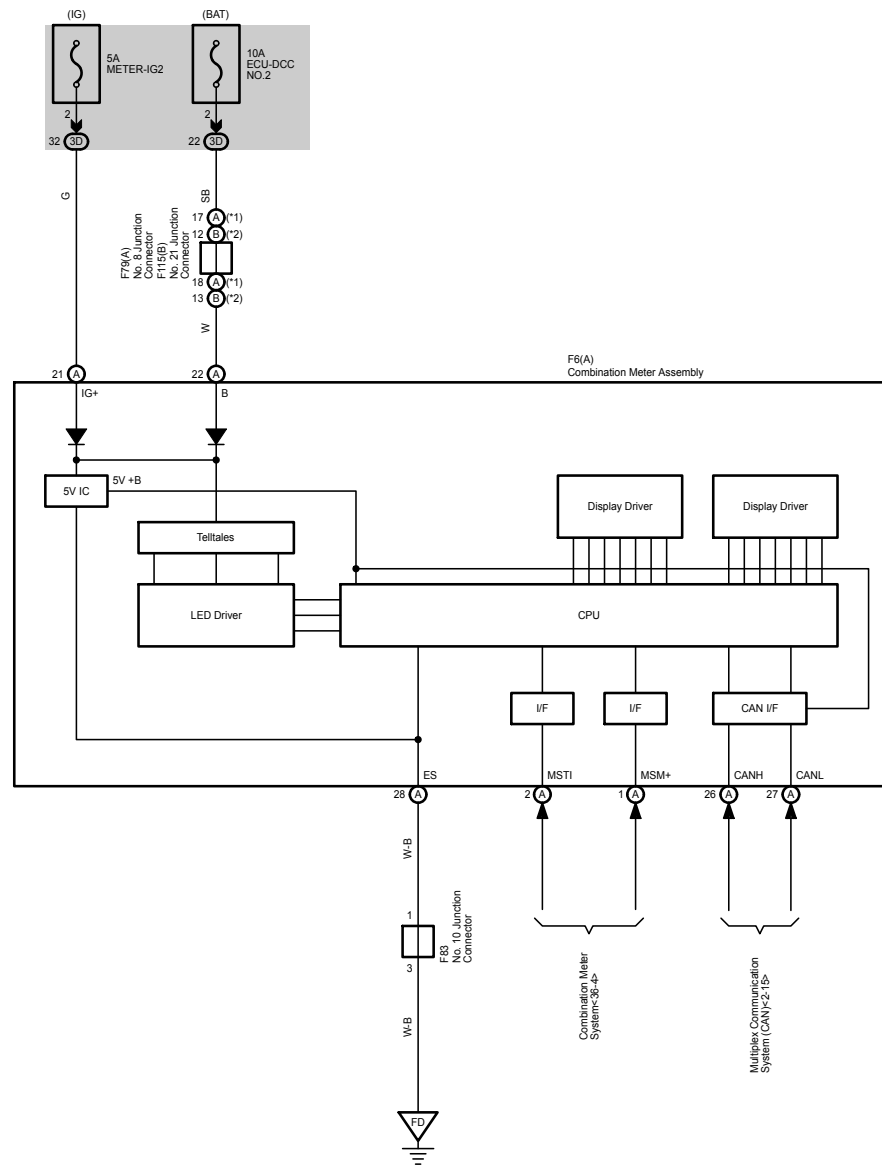 (IG)
(BAT)
5A
METER-IG2
10A
ECU-DCC
NO.2
2
2
32 3D
22 3D
G
SB
17 A (*1)
12 B (*2)
F79(A)
No. 8 Junction
Connector
F115(B)
No. 21 Junction
Connector
18 A (*1)
13 B (*2)
W
21 A
22 A
F6(A)
Combination Meter Assembly
IG+
B
5V IC
5V +B
Telltales
LED Driver
Display Driver
Display Driver
CPU
I/F
I/F
CAN I/F
ES
MSTI
MSM+
CANH
CANL
28 A
2 A
1 A
26 A
27 A
W-B
1
F83
No. 10 Junction
Connector
3
W-B
FD
Combination Meter
System<36-4>
Multiplex Communication
System (CAN)<2-15>